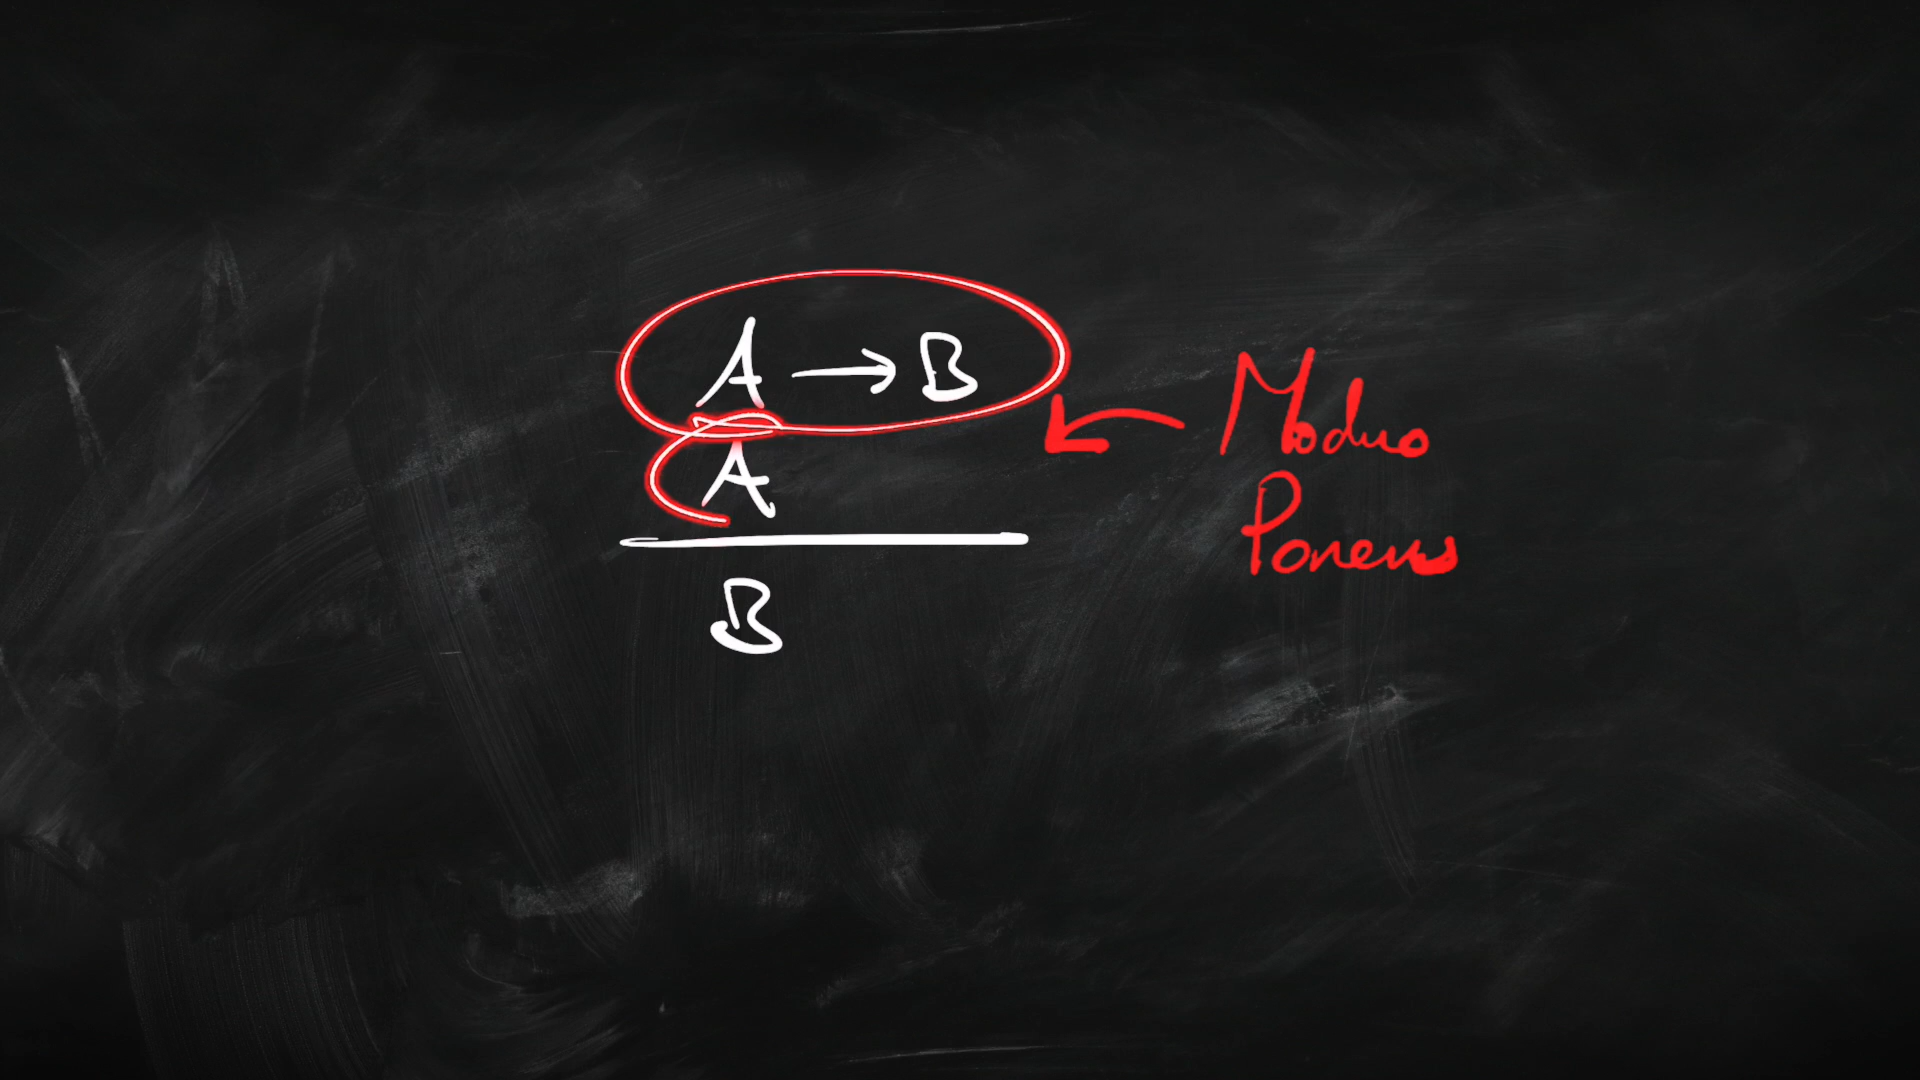 A → B
A
B
Modus
Ponens